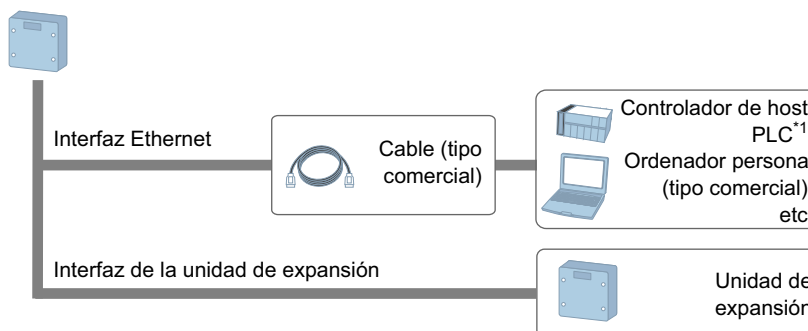 Interfaz Ethernet
Cable (tipo
comercial)
Controlador de host
PLC*1
Ordenador persona
(tipo comercial)
etc
Interfaz de la unidad de expansión
Unidad de
expansión